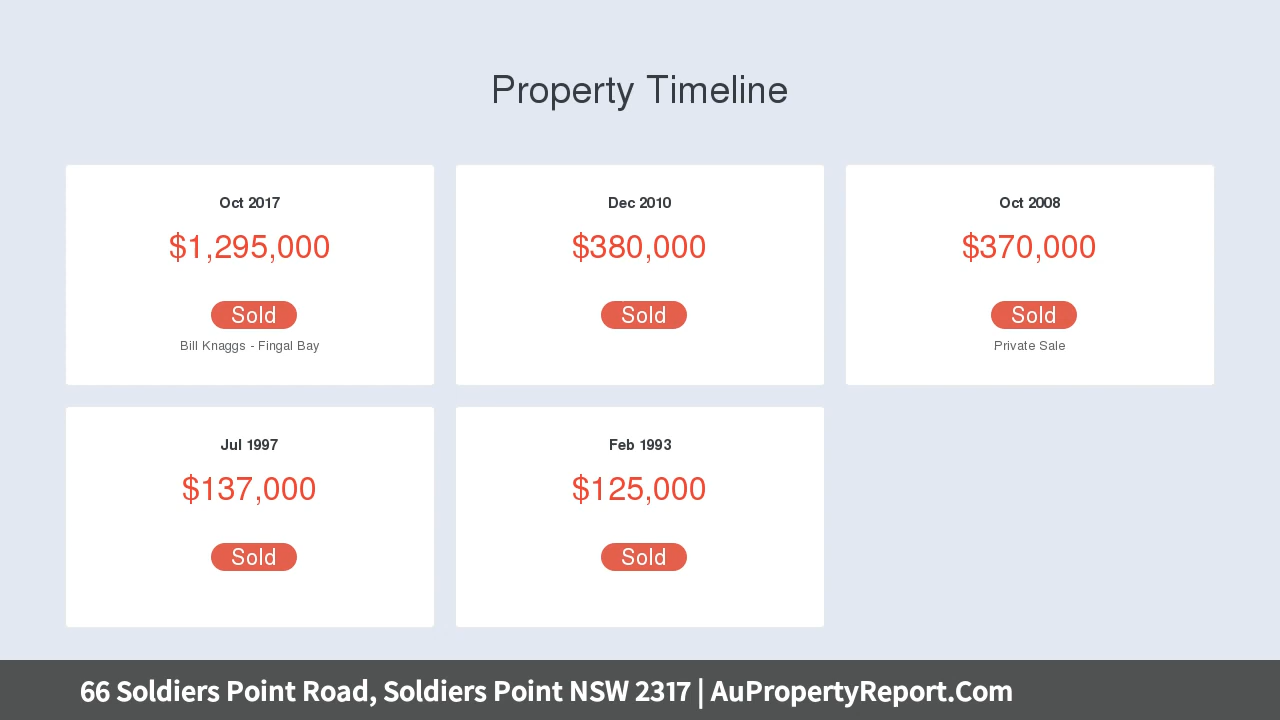 Property Timeline
Oct 2017
$1,295,000
Sold
Bill Knaggs - Fingal Bay
Dec 2010
$380,000
Sold
Oct 2008
$370,000
Sold
Private Sale
Jul 1997
$137,000
Sold
Feb 1993
$125,000
Sold
66 Soldiers Point Road, Soldiers Point NSW 2317 | AuPropertyReport.Com